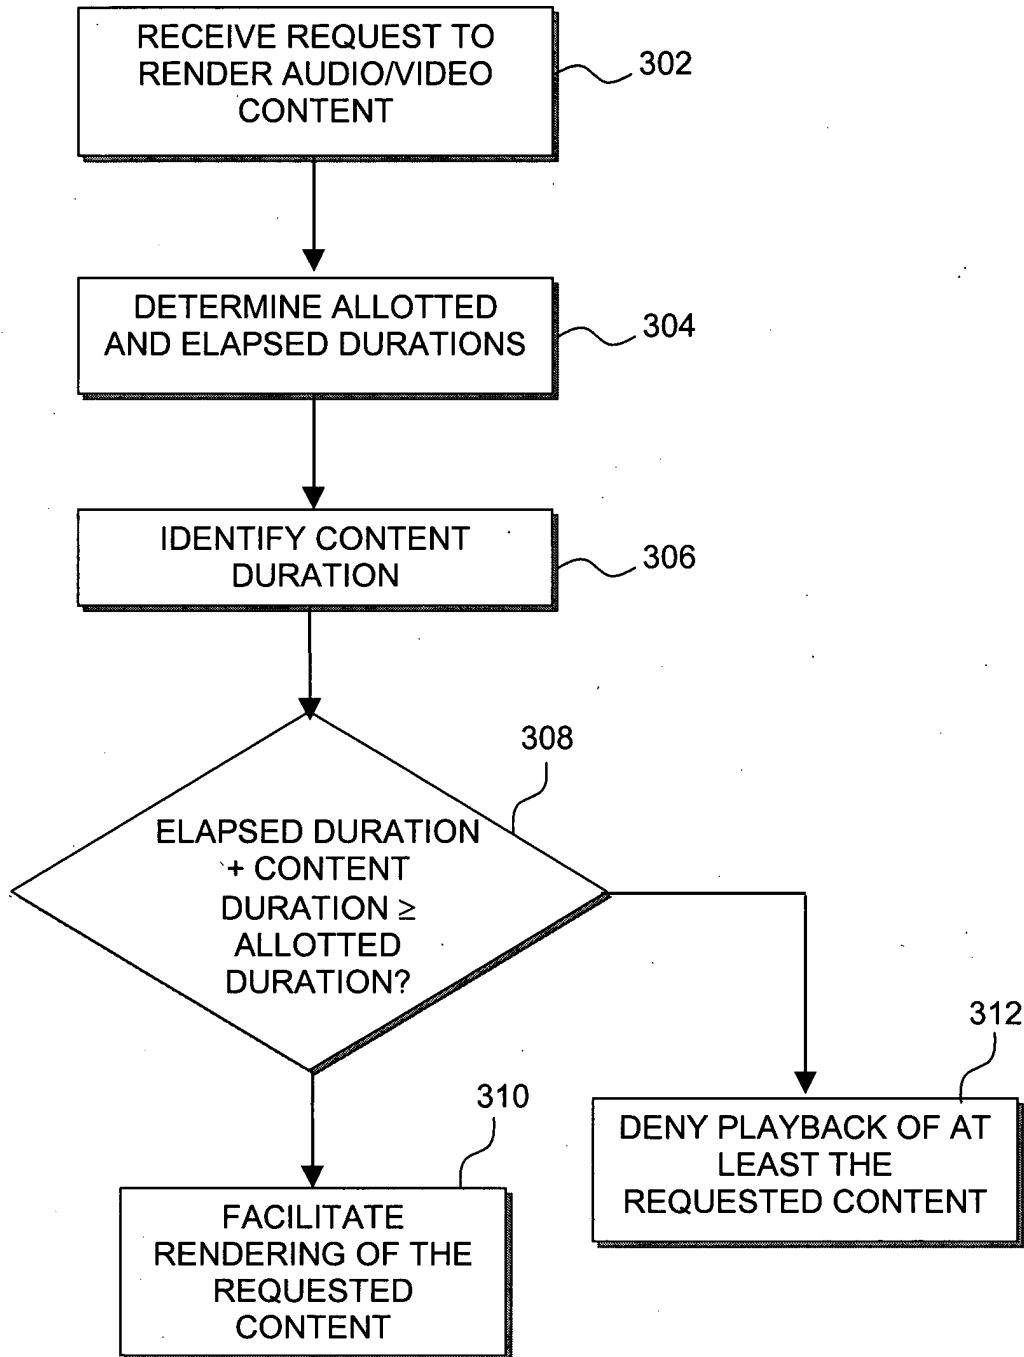 RECEIVE REQUEST TO
RENDER AUDIO/VIDEO
CONTENT
302
DETERMINE ALLOTTED
AND ELAPSED DURATIONS
304
IDENTIFY CONTENT
DURATION
306
308
ELAPSED DURATION
+ CONTENT
DURATION ≥
ALLOTTED
DURATION?
312
310
DENY PLAYBACK OF AT
LEAST THE
REQUESTED CONTENT
FACILITATE
RENDERING OF THE
REQUESTED
CONTENT